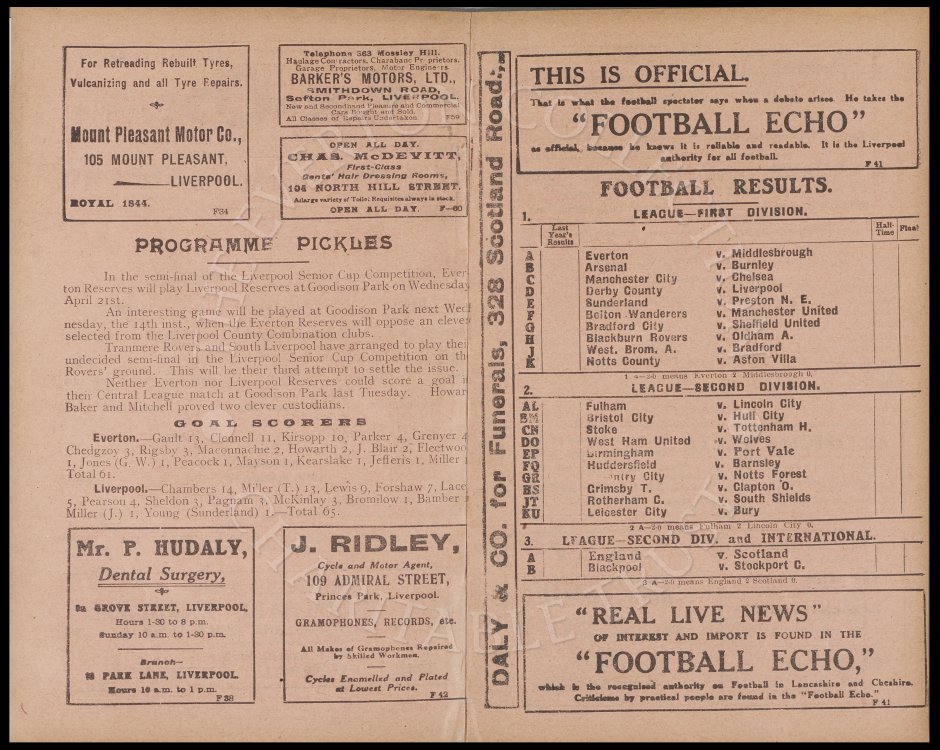 For Retreading Rebuilt Tyres,
Vulcanizing and all Tyre Repairs.
Mount Pleasant Motor Co.,
105 MOUNT PLEASANT,
LIVERPOOL.
ROYAL 1844.
F34
Telephone 363 Mossley Hill.
Haulage Contractors, Charabanc Proprietors,
Garage Proprietors, Motor Engineers
BARKER'S MOTORS, LTD.,
SMITHDOWN ROAD,
Sefton Park, LIVERPOOL.
New and Secondhand Pleasure and Commercial
Cars Bought and Sold.
All Classes of Repairs Undertaken F59
OPEN ALL DAY.
CHAS. McDEVITT,
First-Class
Gents' Hair Dressing Rooms,
104 NORTH HILL STREET.
A large variety of Toilet Requisites always in stock.
OPEN ALL DAY. F—60
PROGRAMME PICKLES
In the semi-final of the Liverpool Senior Cup Competition, Ever-
ton Reserves will play Liverpool Reserves at Goodison Park on Wednesday
April 21st.
An interesting game will be played at Goodison Park next Wed
nesday, the 14th inst., when the Everton Reserves will oppose an eleven
selected from the Liverpool County Combination clubs.
Tranmere Rovers and South Liverpool have arranged to play thei
undecided semi-final in the Liverpool Senior Cup Competition on th
Rovers' ground. This will be their third attempt to settle the issue.
Neither Everton nor Liverpool Reserves could score a goal i
their Central League match at Goodison Park last Tuesday. Howar
Baker and Mitchell proved two clever custodians.
GOAL SCORERS
Everton.—Gault 13, Clennell 11, Kirsopp 10, Parker 4, Grenyer 4
Chedgzoy 3, Rigsby 3, Maconnachie 2, Howarth 2, J. Blair 2, Fleetwoo
1, Jones (G. W.) 1, Peacock 1, Mayson 1, Kearslake 1, Jefferis 1, Miller
Total 61.
Liverpool.—Chambers 14, Miller (T.) 13, Lewis 9, Forshaw 7, Lace
5, Pearson 4, Sheldon 3, Pagnam 3, McKinlay 3, Bromilow 1, Bamber
Miller (J.) 1, Young (Sunderland) 1.—Total 65.
Mr. P. HUDALY,
Dental Surgery,
GROVE STREET, LIVERPOOL,
Hours 1-30 to 8 p.m.
Sunday 10 a.m. to 1-30 p.m.
Branch—
PARK LANE, LIVERPOOL.
Hours 10 a.m. to 1 p.m.
F38
J. RIDLEY,
Cycle and Motor Agent,
109 ADMIRAL STREET,
Princes Park, Liverpool.
GRAMOPHONES, RECORDS, etc.
All Makes of Gramophones Repaired
by Skilled Workmen.
Cycles Enamelled and Plated
at Lowest Prices. F 42
DALY & CO. for Funerals, 328 Scotland Road.,
THIS IS OFFICIAL.
That is what the football spectator says when a debate arises. He takes the
"FOOTBALL ECHO"
as official, because he knows it is reliable and readable. It is the Liverpool
authority for all football. F 41
FOOTBALL RESULTS.
1. LEAGUE—FIRST DIVISION.
Last Year's Results Half-Time Final
A Everton v. Middlesbrough
B Arsenal v. Burnley
C Manchester City v. Chelsea
D Derby County v. Liverpool
E Sunderland v. Preston N. E.
F Bolton Wanderers v. Manchester United
G Bradford City v. Sheffield United
H Blackburn Rovers v. Oldham A.
I West. Brom, A. v. Bradford
K Notts County v. Aston Villa
1 A—2-0 means Everton 2 Middlesbrough 0.
2. LEAGUE—SECOND DIVISION.
AL Fulham v. Lincoln City
BM Bristol City v. Hull City
CN Stoke v. Tottenham H.
DO West Ham United v. Wolves
EP Birmingham v. Port Vale
FQ Huddersfield v. Barnsley
GR entry City v. Notts Forest
HS Grimsby T. v. Clapton O.
JT Rotherham C. v. South Shields
KU Leicester City v. Bury
2 A—2-0 means Fulham 2 Lincoln City 0.
3. LEAGUE—SECOND DIV. and INTERNATIONAL.
A England v. Scotland
B Blackpool v. Stockport C.
3 A—2-0 means England 2 Scotland 0.
"REAL LIVE NEWS"
OF INTEREST AND IMPORT IS FOUND IN THE
"FOOTBALL ECHO,"
which is the recognised authority on Football in Lancashire and Cheshire.
Criticisms by practical people are found in the "Football Echo."
F 41